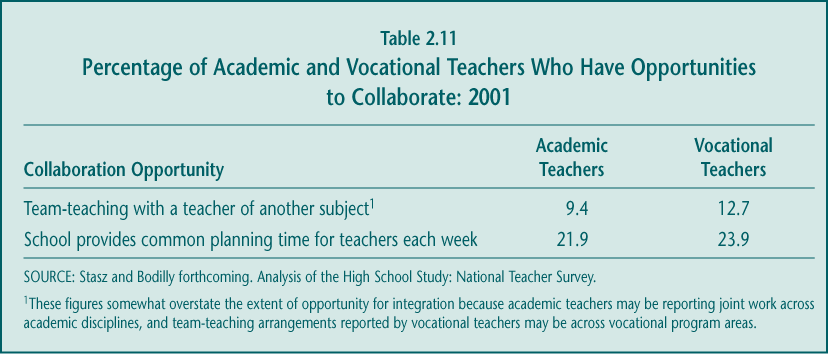 Table 2.11
Percentage of Academic and Vocational Teachers Who Have Opportunities
to Collaborate: 2001
Academic Vocational
Collaboration Opportunity Teachers Teachers
Team-teaching with a teacher of another subject1 9.4 12.7
School provides common planning time for teachers each week 21.9 23.9
SOURCE: Stasz and Bodilly forthcoming. Analysis of the High School Study: National Teacher Survey.
1These figures somewhat overstate the extent of opportunity for integration because academic teachers may be reporting joint work across
academic disciplines, and team-teaching arrangements reported by vocational teachers may be across vocational program areas.